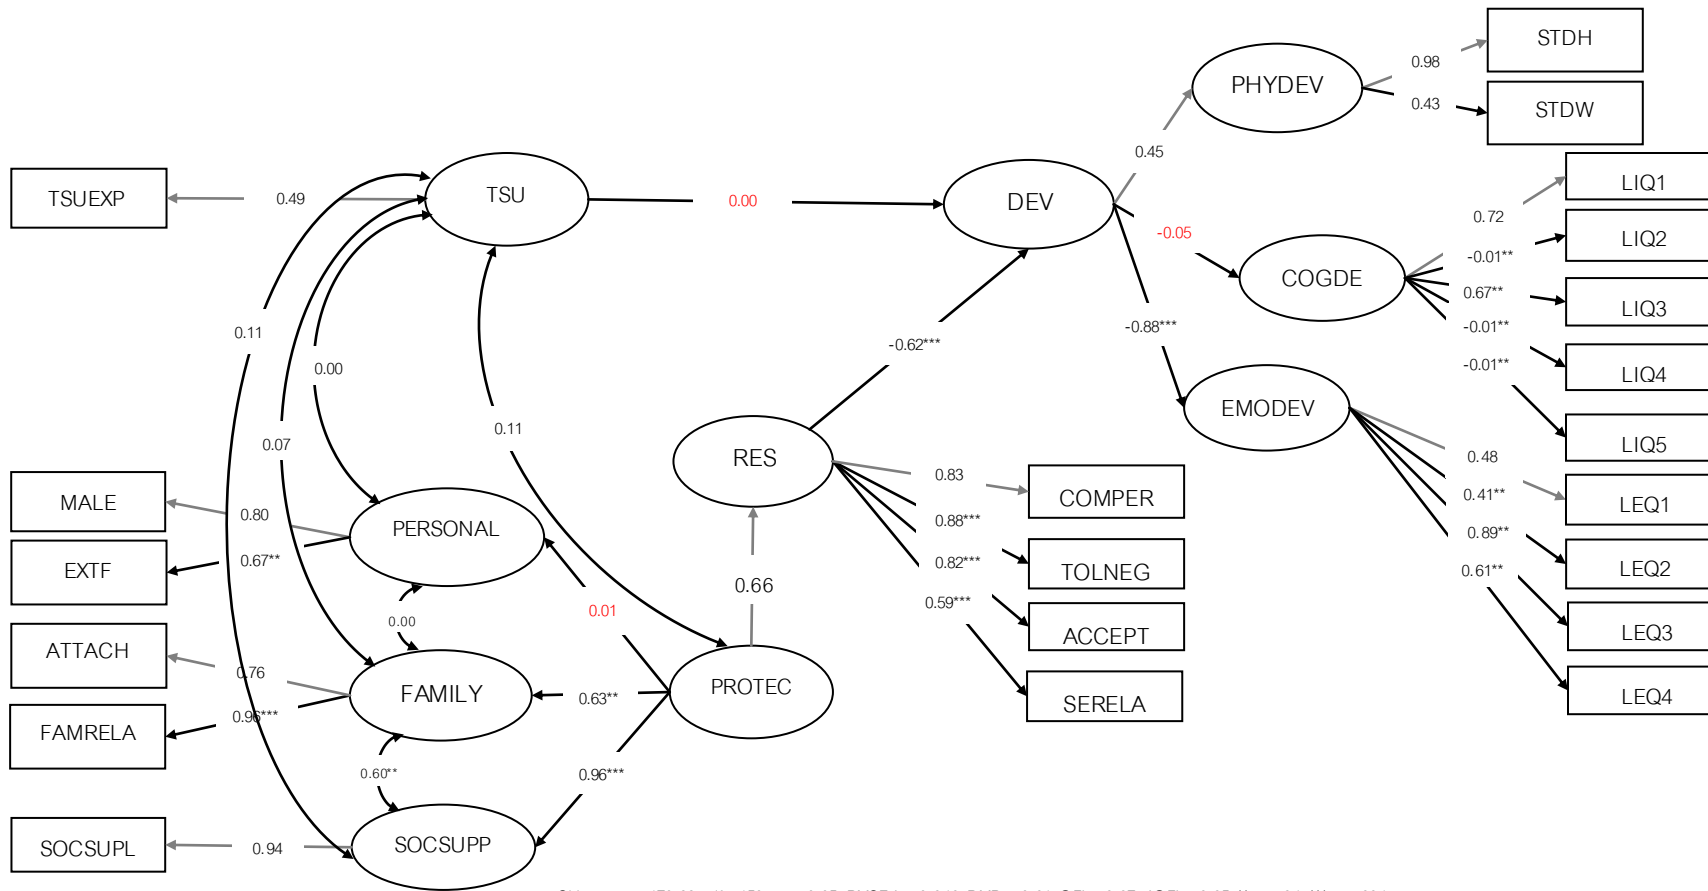 STDH
0.98
PHYDEV
STDW
0.43
0.45
LIQ1
TSUEXP
0.49
TSU
0.00
DEV
0.72
LIQ2
-0.05
-0.01**
COGDE
0.67**
LIQ3
0.11
-0.88***
-0.01**
0.00
-0.62***
-0.01**
LIQ4
EMODEV
0.07
0.11
RES
LIQ5
0.48
0.83
COMPER
0.41**
LEQ1
MALE
0.80
PERSONAL
0.88***
0.89**
EXTF
0.67**
0.82***
TOLNEG
0.61**
LEQ2
0.66
0.01
0.59***
0.00
ACCEPT
LEQ3
ATTACH
0.76
FAMILY
0.63**
PROTEC
SERELA
LEQ4
FAMRELA
0.96***
0.60**
0.96***
SOCSUPL
0.94
SOCSUPP